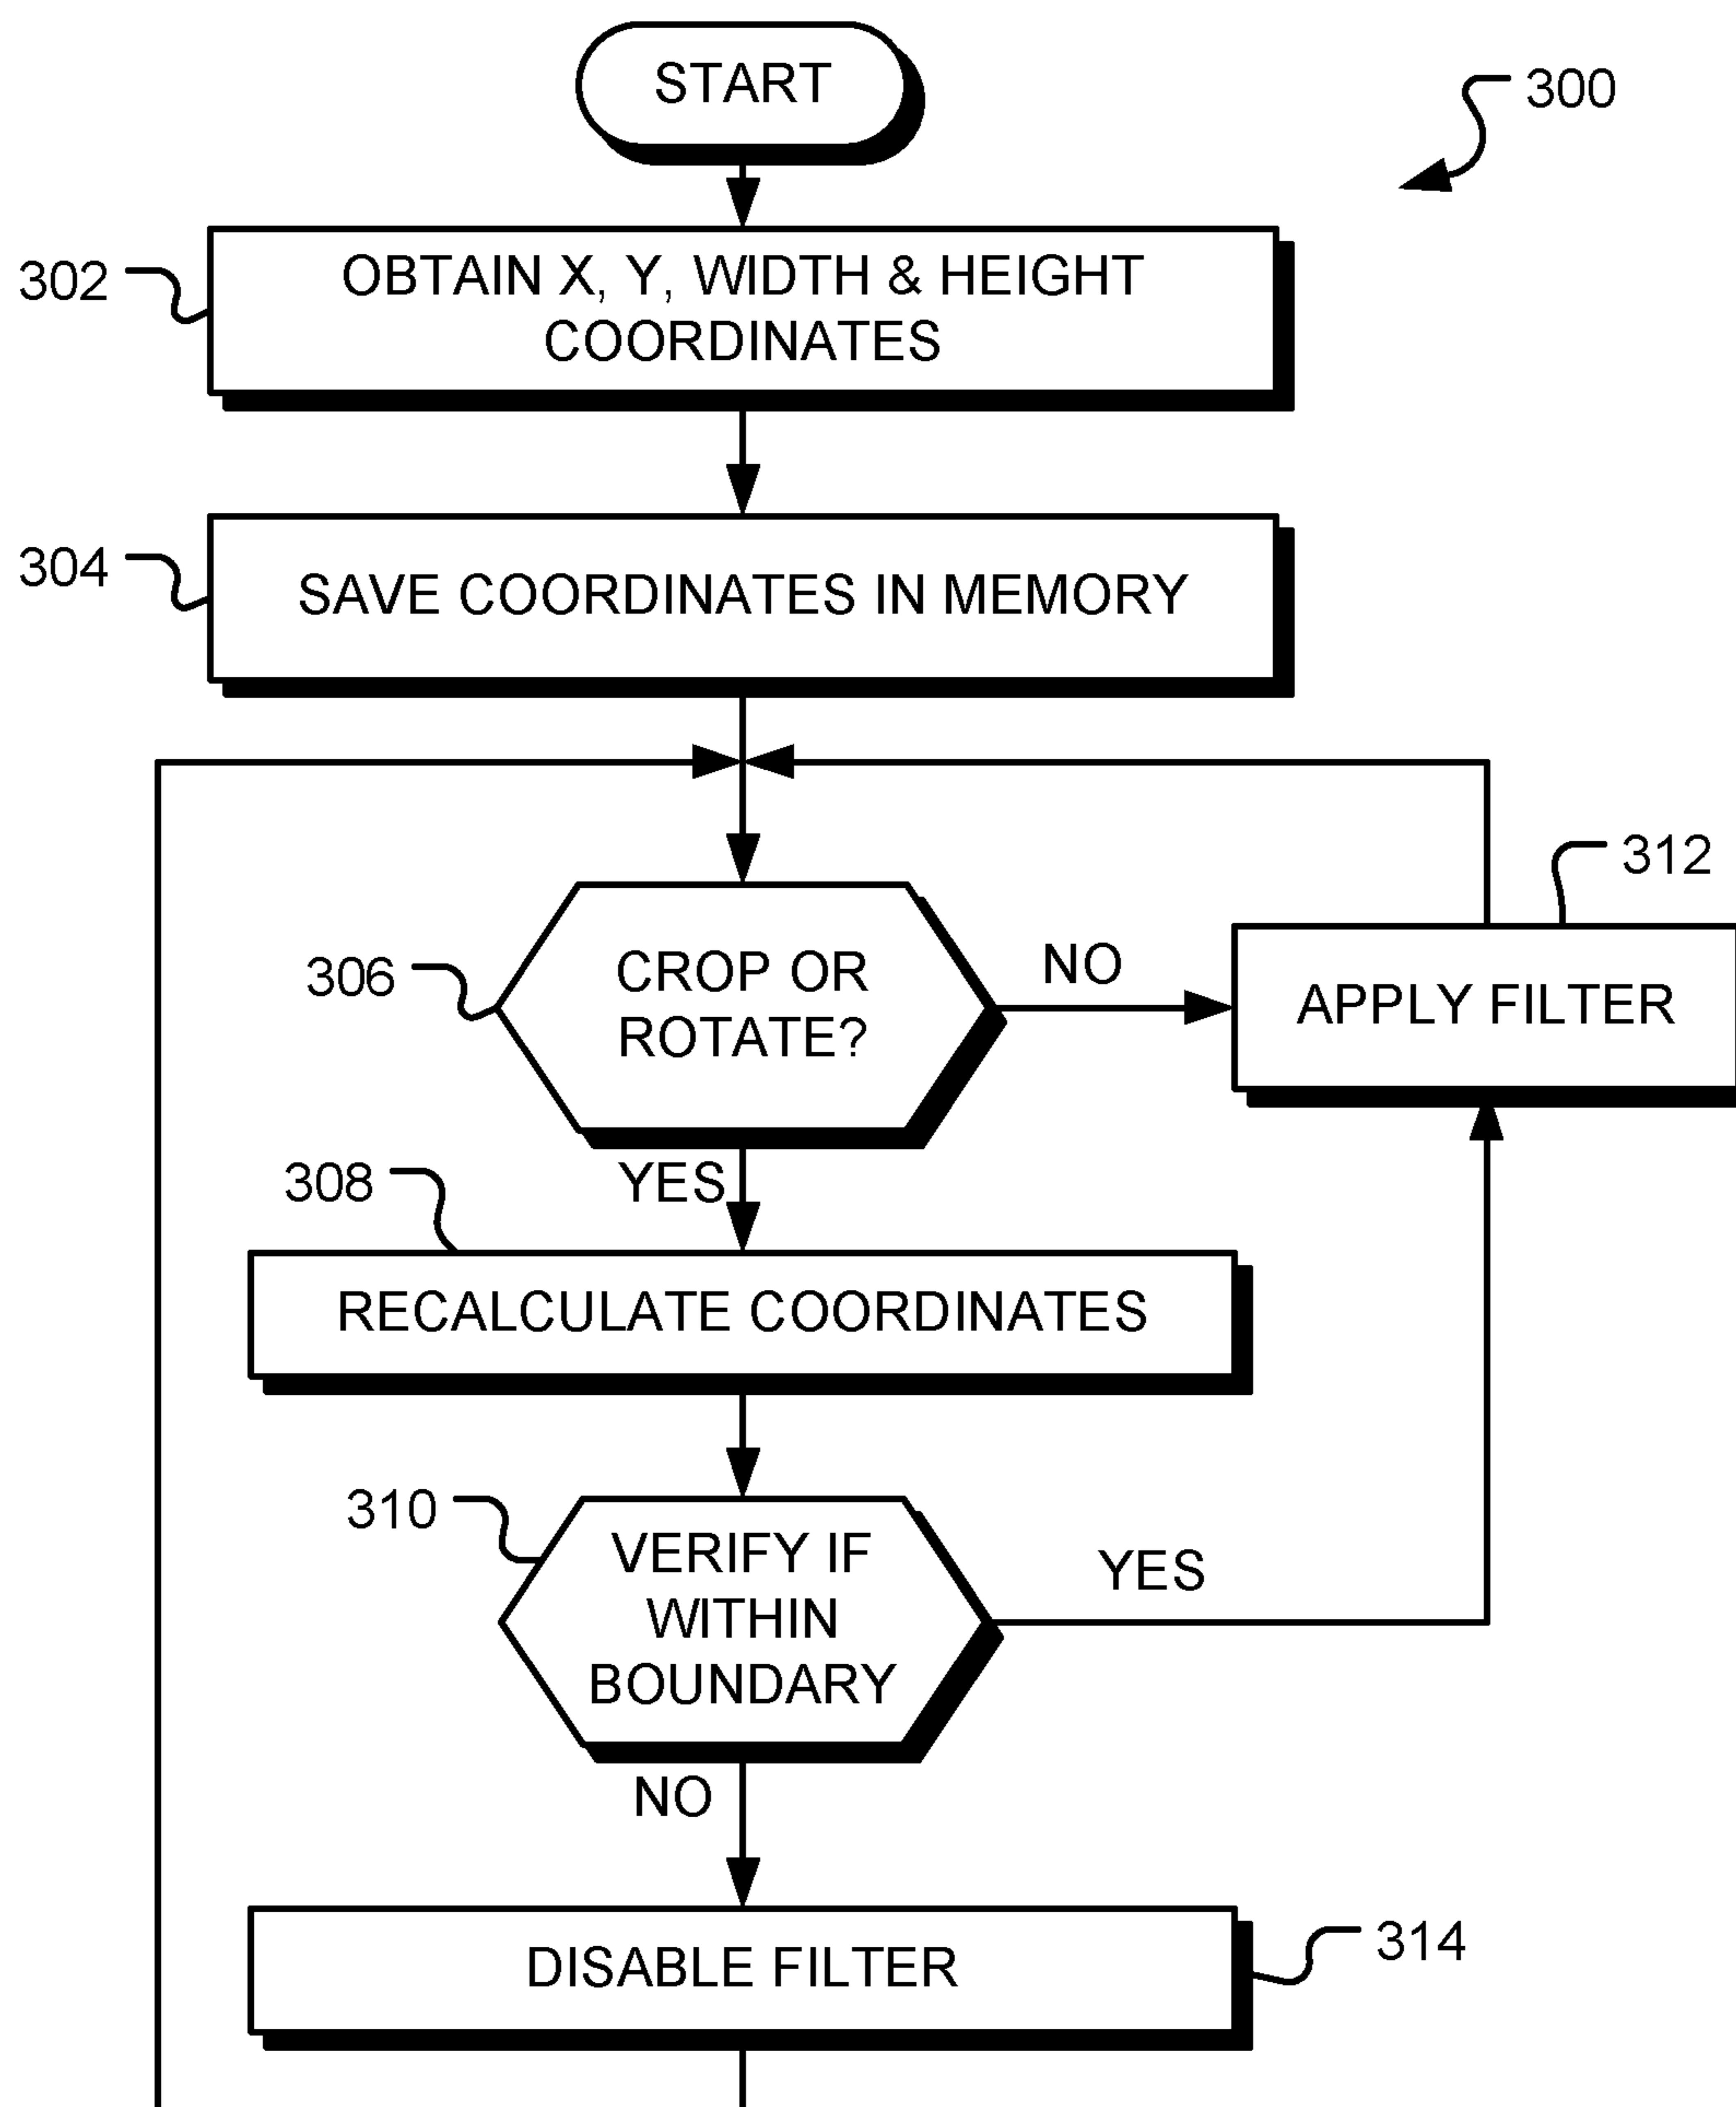 START
300
302
OBTAIN X, Y, WIDTH & HEIGHT
COORDINATES
304
SAVE COORDINATES IN MEMORY
312
306
CROP OR
ROTATE?
NO
APPLY FILTER
YES
308
RECALCULATE COORDINATES
310
VERIFY IF
WITHIN
BOUNDARY
YES
NO
DISABLE FILTER
314